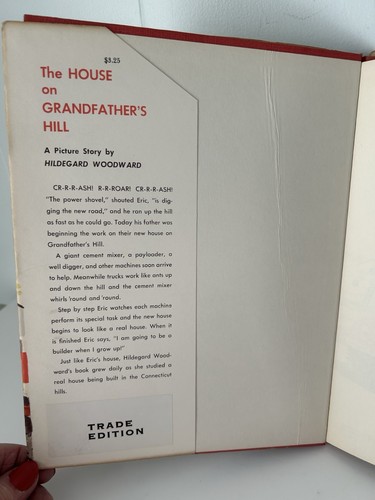 $3.25
The HOUSE
on
GRANDFATHER'S
HILL
A Picture Story by
HILDEGARD WOODWARD
CR-R-R-ASH! R-R-ROAR! CR-R-R-ASH!
"The power shovel," shouted Eric, "is dig-
ging the new road," and he ran up the hill
as fast as he could go. Today his father was
beginning the work on their new house on
Grandfather's Hill.
A giant cement mixer, a payloader, a
well digger, and other machines soon arrive
to help. Meanwhile trucks work like ants up
and down the hill and the cement mixer
whirls 'round and 'round.
Step by step Eric watches each machine
perform its special task and the new house
begins to look like a real house. When it
is finished Eric says, "I am going to be a
builder when I grow up!"
Just like Eric's house, Hildegard Wood-
ward's book grew daily as she studied a
real house being built in the Connecticut
hills.
TRADE
EDITION